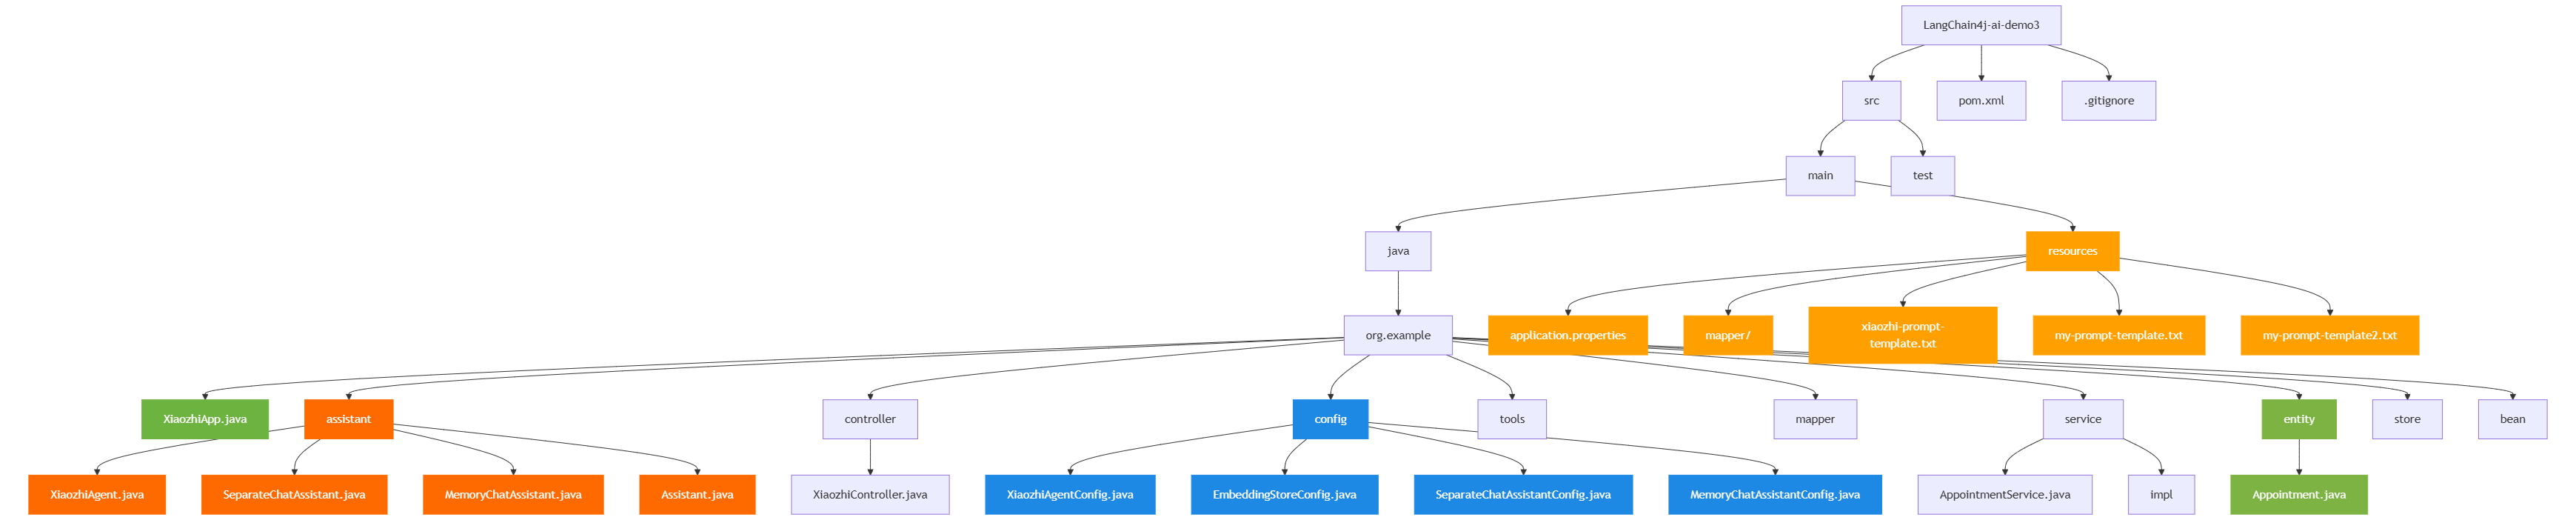 LangChain4j-ai-demo3
src
pom.xml
.gitignore
main
test
java
resources
org.example
application.properties
mapper/
xiaozhi-prompt-
template.txt
my-prompt-template.txt
my-prompt-template2.txt
XiaozhiApp.java
assistant
controller
config
tools
mapper
service
entity
store
bean
XiaozhiAgent.java
SeparateChatAssistant.java
MemoryChatAssistant.java
Assistant.java
XiaozhiController.java
XiaozhiAgentConfig.java
EmbeddingStoreConfig.java
SeparateChatAssistantConfig.java
MemoryChatAssistantConfig.java
AppointmentService.java
impl
Appointment.java